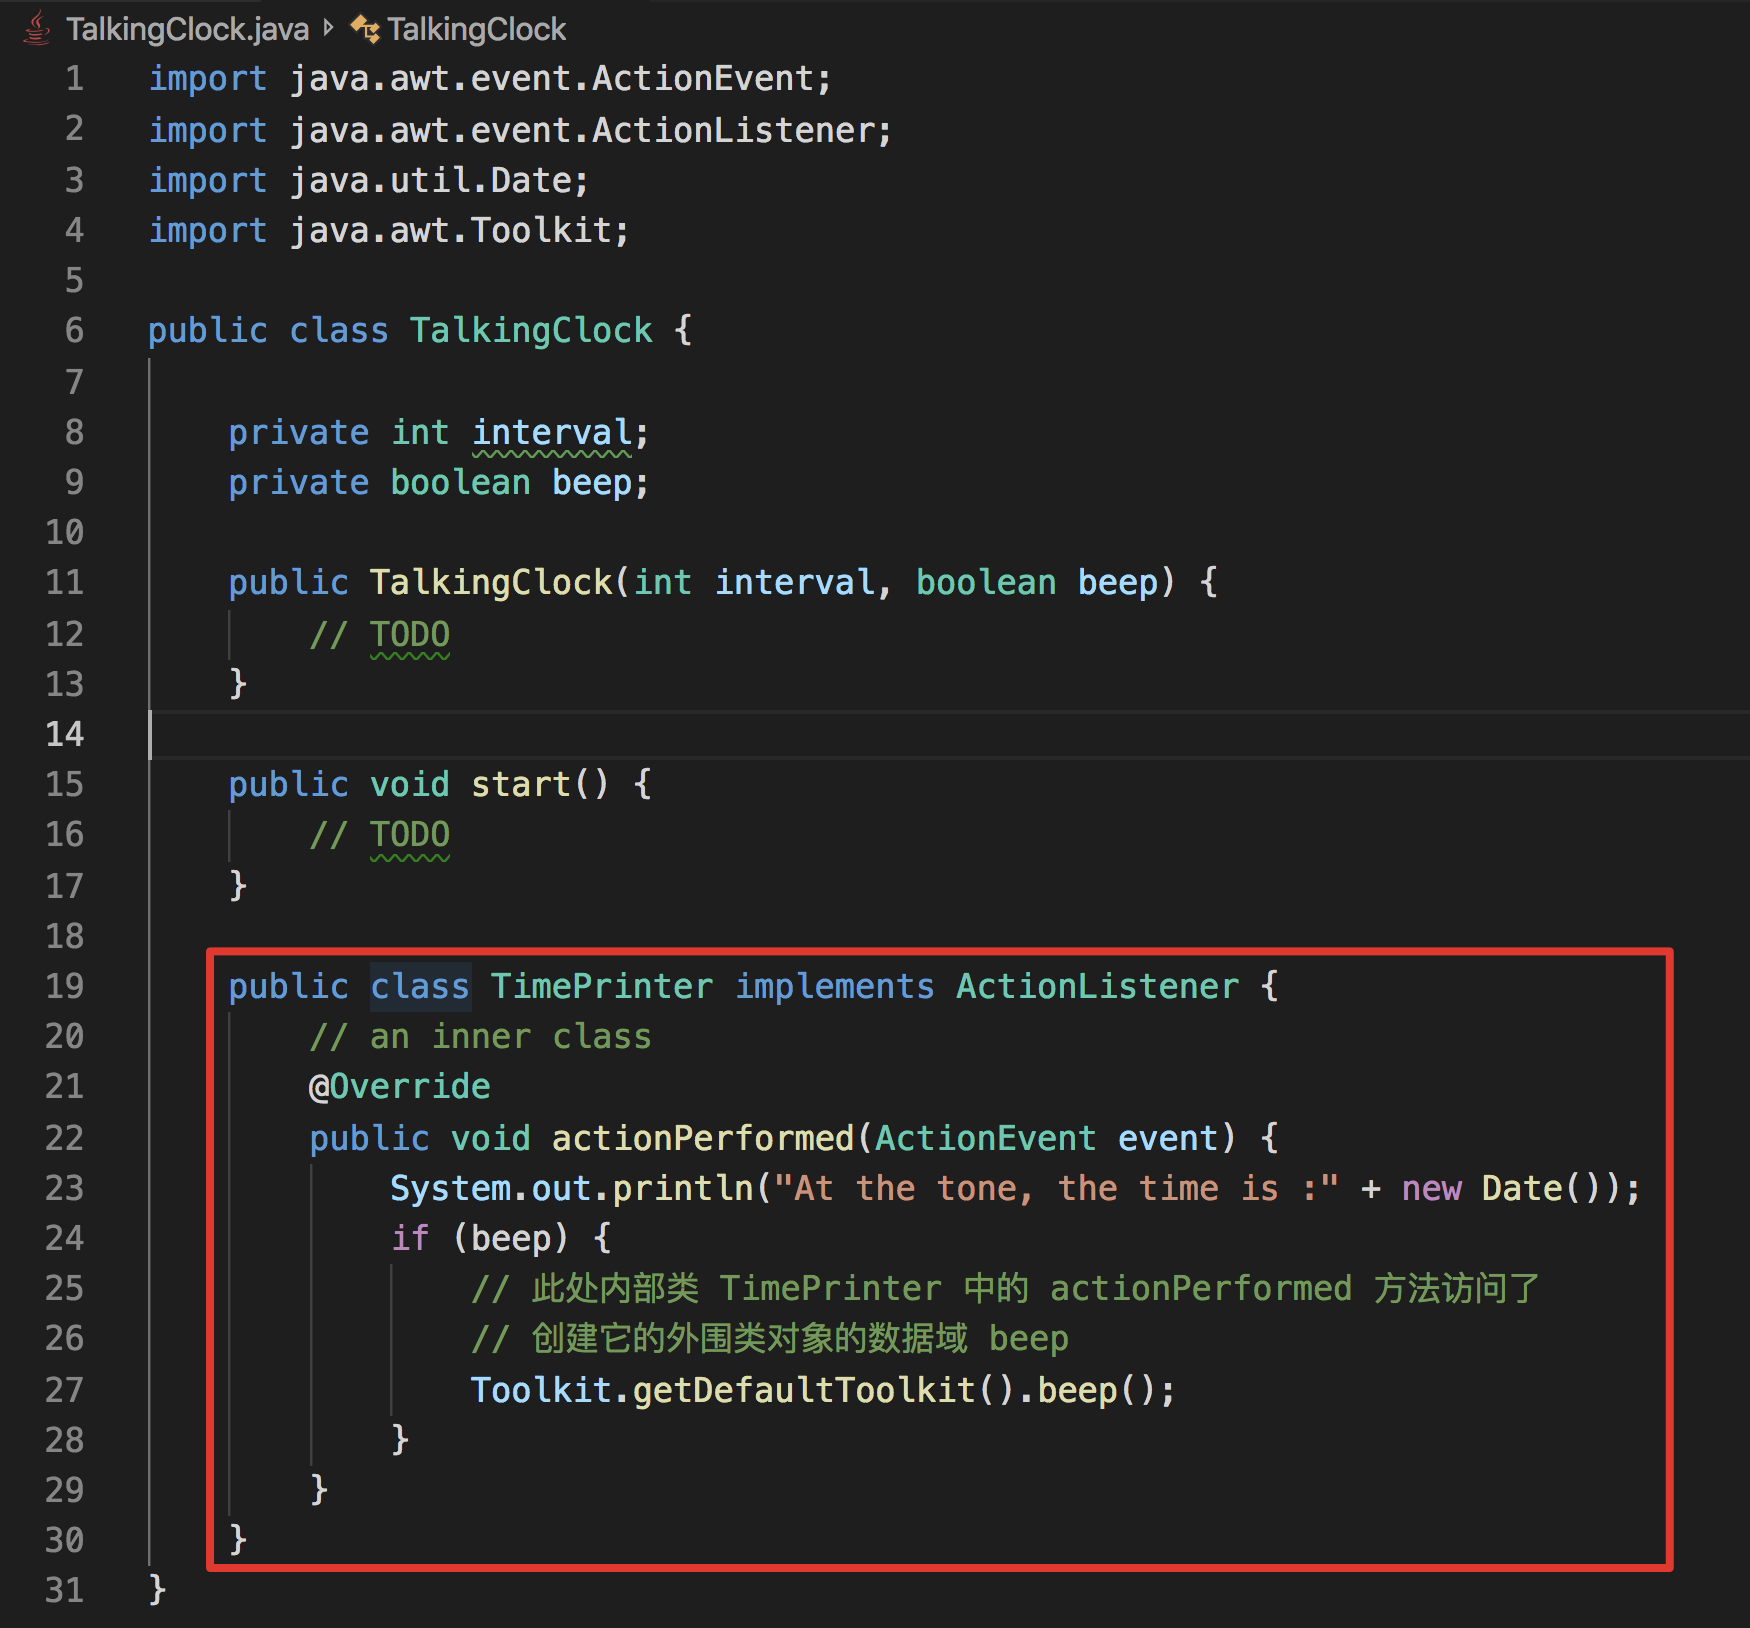 TalkingClock.java TalkingClock
1 import java.awt.event.ActionEvent;
2 import java.awt.event.ActionListener;
3 import java.util.Date;
4 import java.awt.Toolkit;
5
6 public class TalkingClock {
7
8 private int interval;
9 private boolean beep;
10
11 public TalkingClock(int interval, boolean beep) {
12 // TODO
13 }
14
15 public void start() {
16 // TODO
17 }
18
19 public class TimePrinter implements ActionListener {
20 // an inner class
21 @Override
22 public void actionPerformed(ActionEvent event) {
23 System.out.println("At the tone, the time is :" + new Date());
24 if (beep) {
25 // 此处内部类 TimePrinter 中的 actionPerformed 方法访问了
26 // 创建它的外围类对象的数据域 beep
27 Toolkit.getDefaultToolkit().beep();
28 }
29 }
30 }
31 }